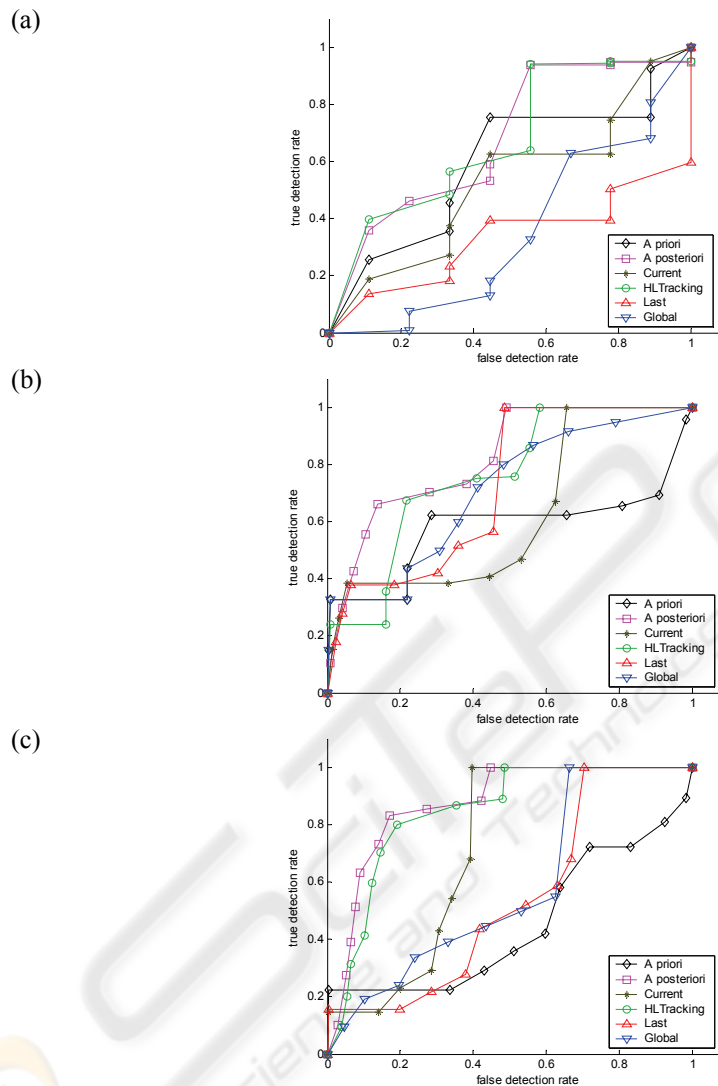 (a)
1
0.8
0.6
0.4
0.2
0
true detection rate
0 0.2 0.4 0.6 0.8 1
false detection rate
A priori
A posteriori
Current
HLTracking
Last
Global
(b)
1
0.8
0.6
0.4
0.2
0
true detection rate
0 0.2 0.4 0.6 0.8 1
false detection rate
A priori
A posteriori
Current
HLTracking
Last
Global
(c)
1
0.8
0.6
0.4
0.2
0
true detection rate
0 0.2 0.4 0.6 0.8 1
false detection rate
A priori
A posteriori
Current
HLTracking
Last
Global